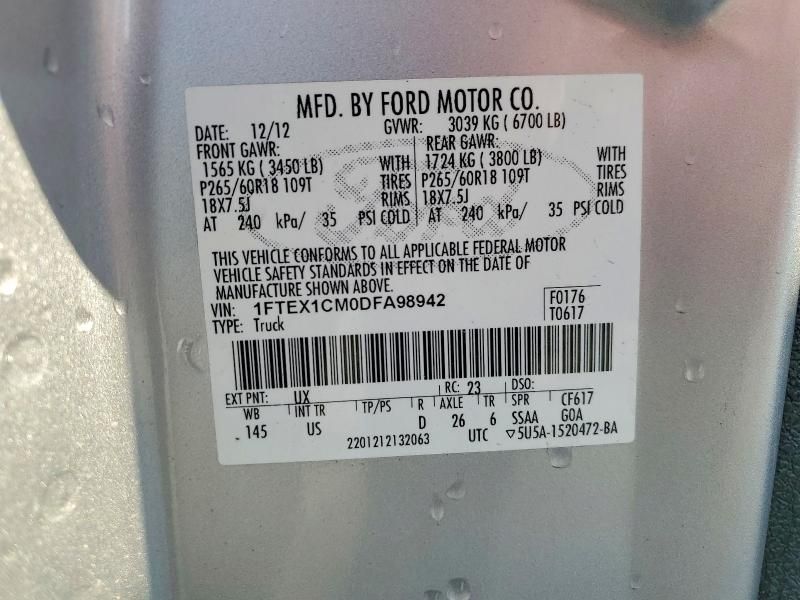 MFD. BY FORD MOTOR CO.
DATE: 12/12 GVWR: 3039 KG ( 6700 LB)
FRONT GAWR: REAR GAWR:
1565 KG ( 3450 LB) WITH 1724 KG ( 3800 LB) WITH
P265/60R18 109T TIRES P265/60R18 109T TIRES
18X7.5J RIMS 18X7.5J RIMS
AT 240 kPa/ 35 PSI COLD AT 240 kPa/ 35 PSI COLD
Ford
THIS VEHICLE CONFORMS TO ALL APPLICABLE FEDERAL MOTOR
VEHICLE SAFETY STANDARDS IN EFFECT ON THE DATE OF
MANUFACTURE SHOWN ABOVE.
VIN: 1FTEX1CM0DFA98942 F0176
TYPE: Truck T0617
EXT PNT: UX RC: 23 DSO:
WB INT TR TP/PS R AXLE TR SPR CF617
145 US D 26 6 SSAA GOA
2201212132063 UTC ▽5U5A-1520472-BA